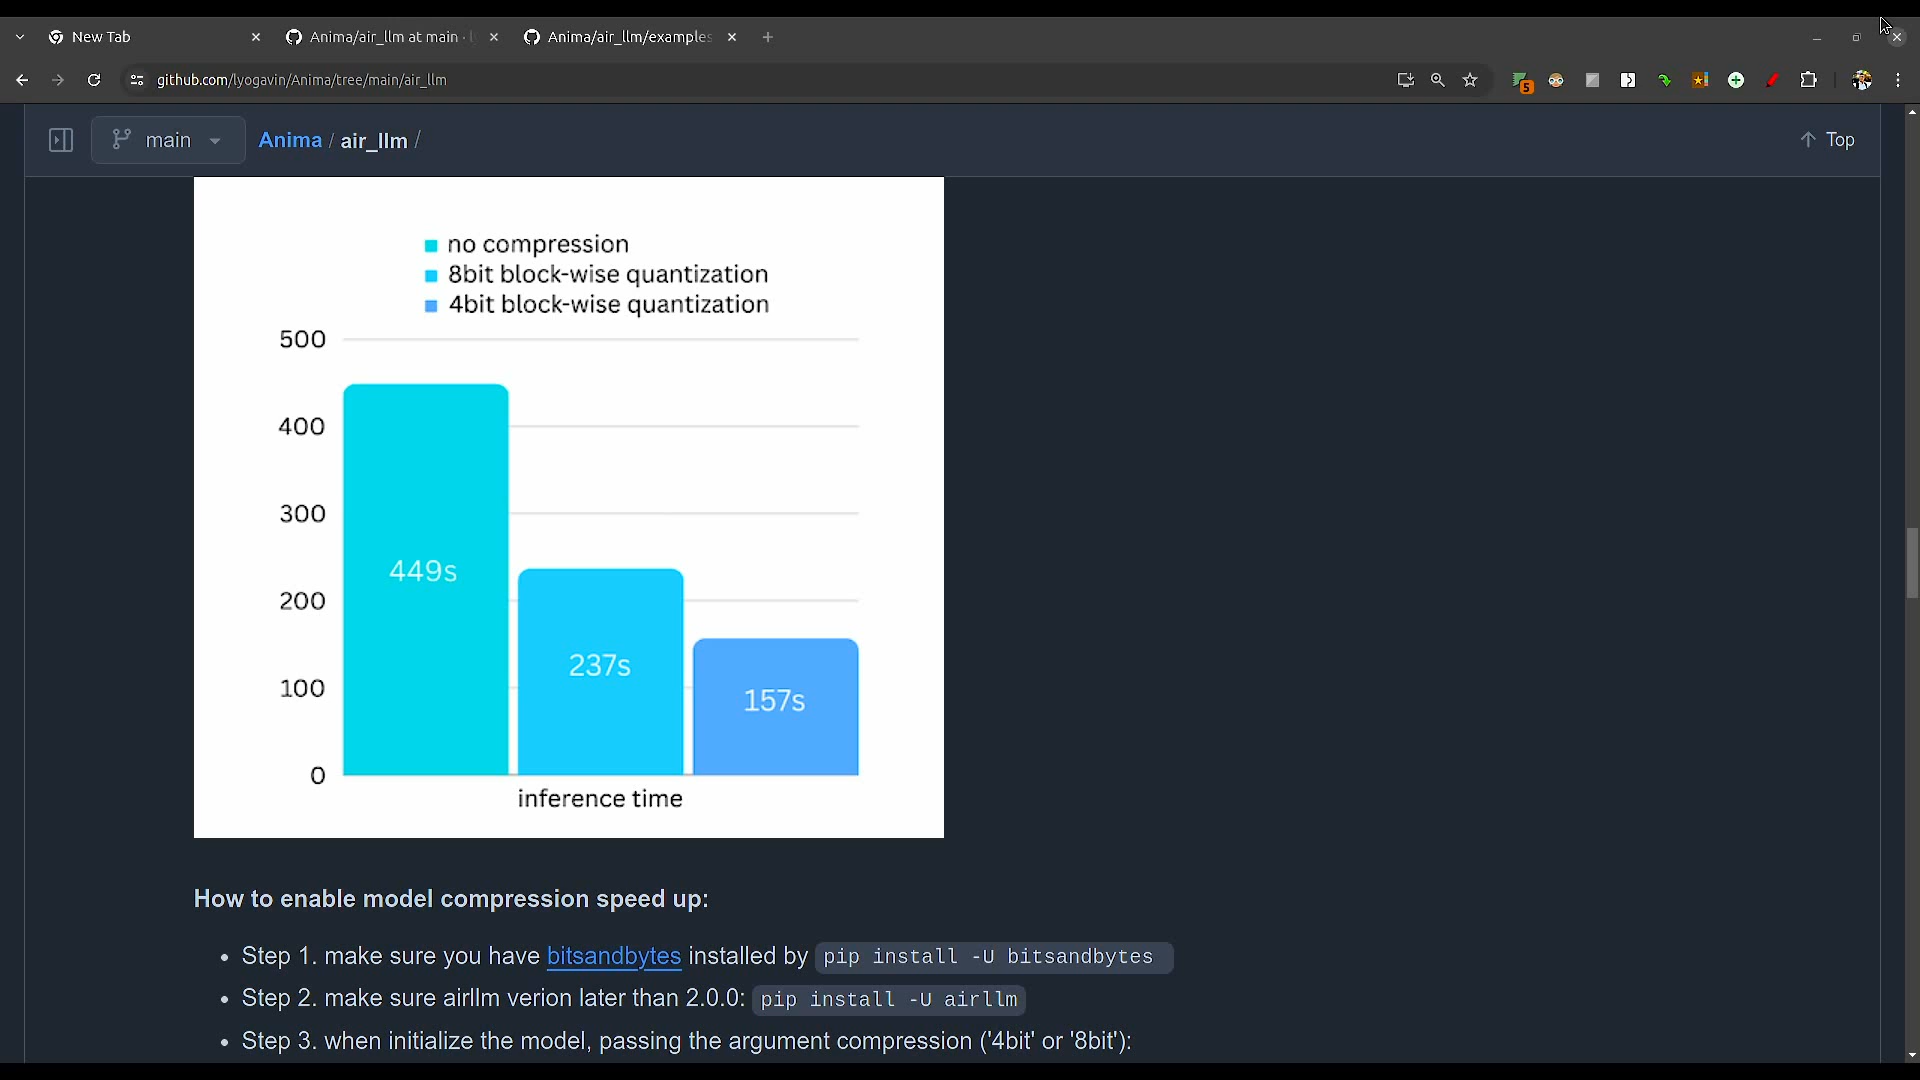 New Tab
Anima/air_llm at main ·
Anima/air_llm/examples
github.com/lyogavin/Anima/tree/main/air_llm
5
main
Anima / air_llm /
Top
no compression
8bit block-wise quantization
4bit block-wise quantization
500
400
300
200
100
0
449s
237s
157s
inference time
How to enable model compression speed up:
• Step 1. make sure you have bitsandbytes installed by pip install -U bitsandbytes
• Step 2. make sure airllm verion later than 2.0.0: pip install -U airllm
• Step 3. when initialize the model, passing the argument compression ('4bit' or '8bit'):